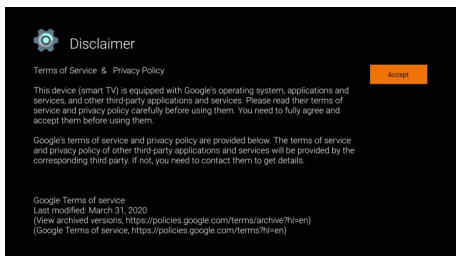 Disclaimer
Terms of Service & Privacy Policy
Accept
This device (smart TV) is equipped with Google's operating system, applications and
services, and other third-party applications and services. Please read their terms of
service and privacy policy carefully before using them. You need to fully agree and
accept them before using them.
Google's terms of service and privacy policy are provided below. The terms of service
and privacy policy of other third-party applications and services will be provided by the
corresponding third party. If not, you need to contact them to get details.
Google Terms of service
Last modified: March 31, 2020
(View archived versions, https://policies.google.com/terms/archive?hl=en)
(Google Terms of service, https://policies.google.com/terms?hl=en)